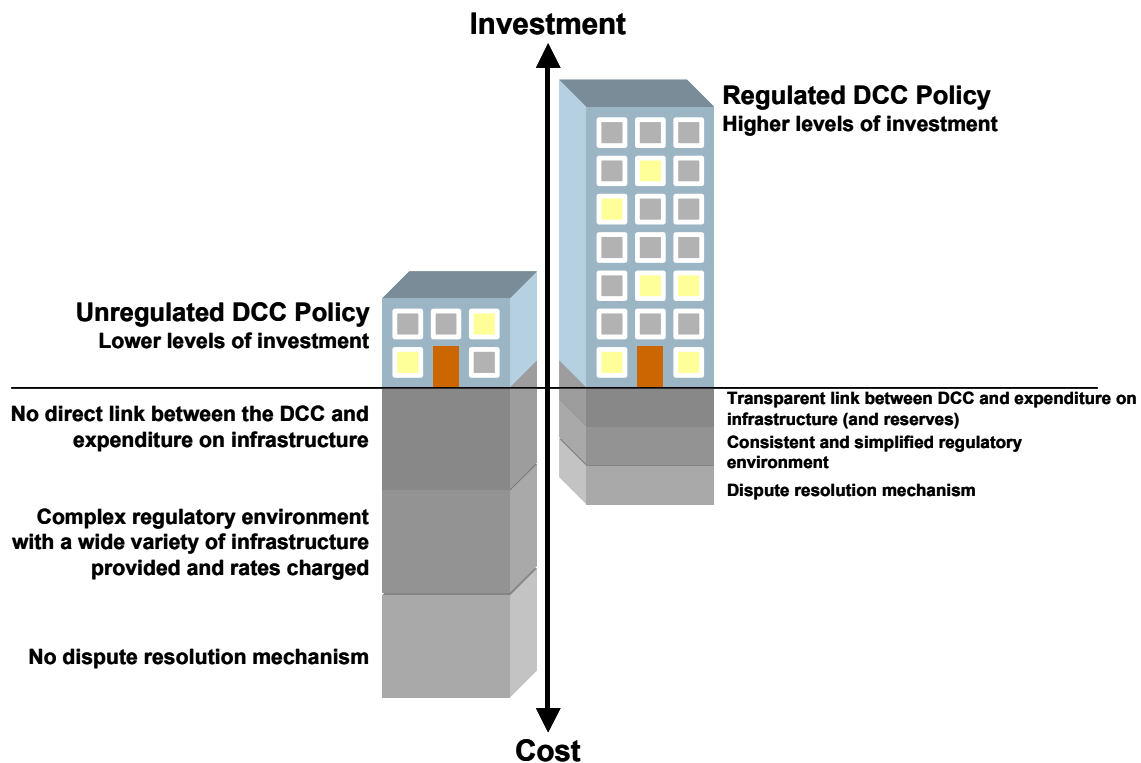 Investment
Regulated DCC Policy
Higher levels of investment
Unregulated DCC Policy
Lower levels of investment
No direct link between the DCC and
expenditure on infrastructure
Complex regulatory environment
with a wide variety of infrastructure
provided and rates charged
No dispute resolution mechanism
Transparent link between DCC and expenditure on
infrastructure (and reserves)
Consistent and simplified regulatory
environment
Dispute resolution mechanism
Cost